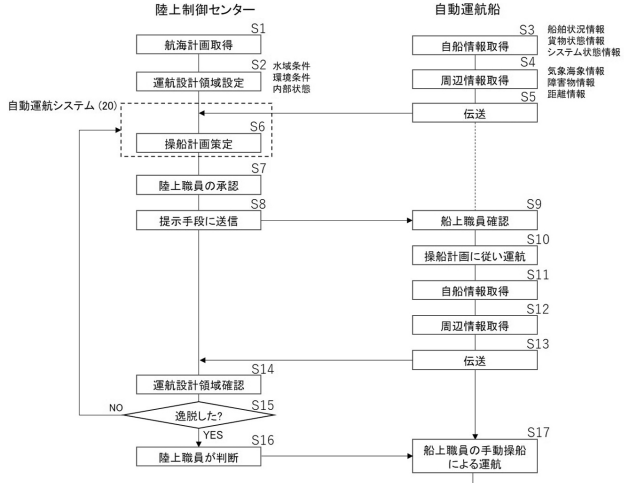 陸上制御センター
自動運航船
S1
航海計画取得
S2
運航設計領域設定
水域条件
環境条件
内部状態
S3
自船情報取得
船舶状況情報
貨物状態情報
システム状態情報
S4
周辺情報取得
気象海象情報
障害物情報
距離情報
S5
伝送
自動運航システム(20)
S6
操船計画策定
S7
陸上職員の承認
S8
提示手段に送信
S9
船上職員確認
S10
操船計画に従い運航
S11
自船情報取得
S12
周辺情報取得
S13
伝送
S14
運航設計領域確認
S15
逸脱した?
NO
YES
S16
陸上職員が判断
S17
船上職員の手動操船
による運航